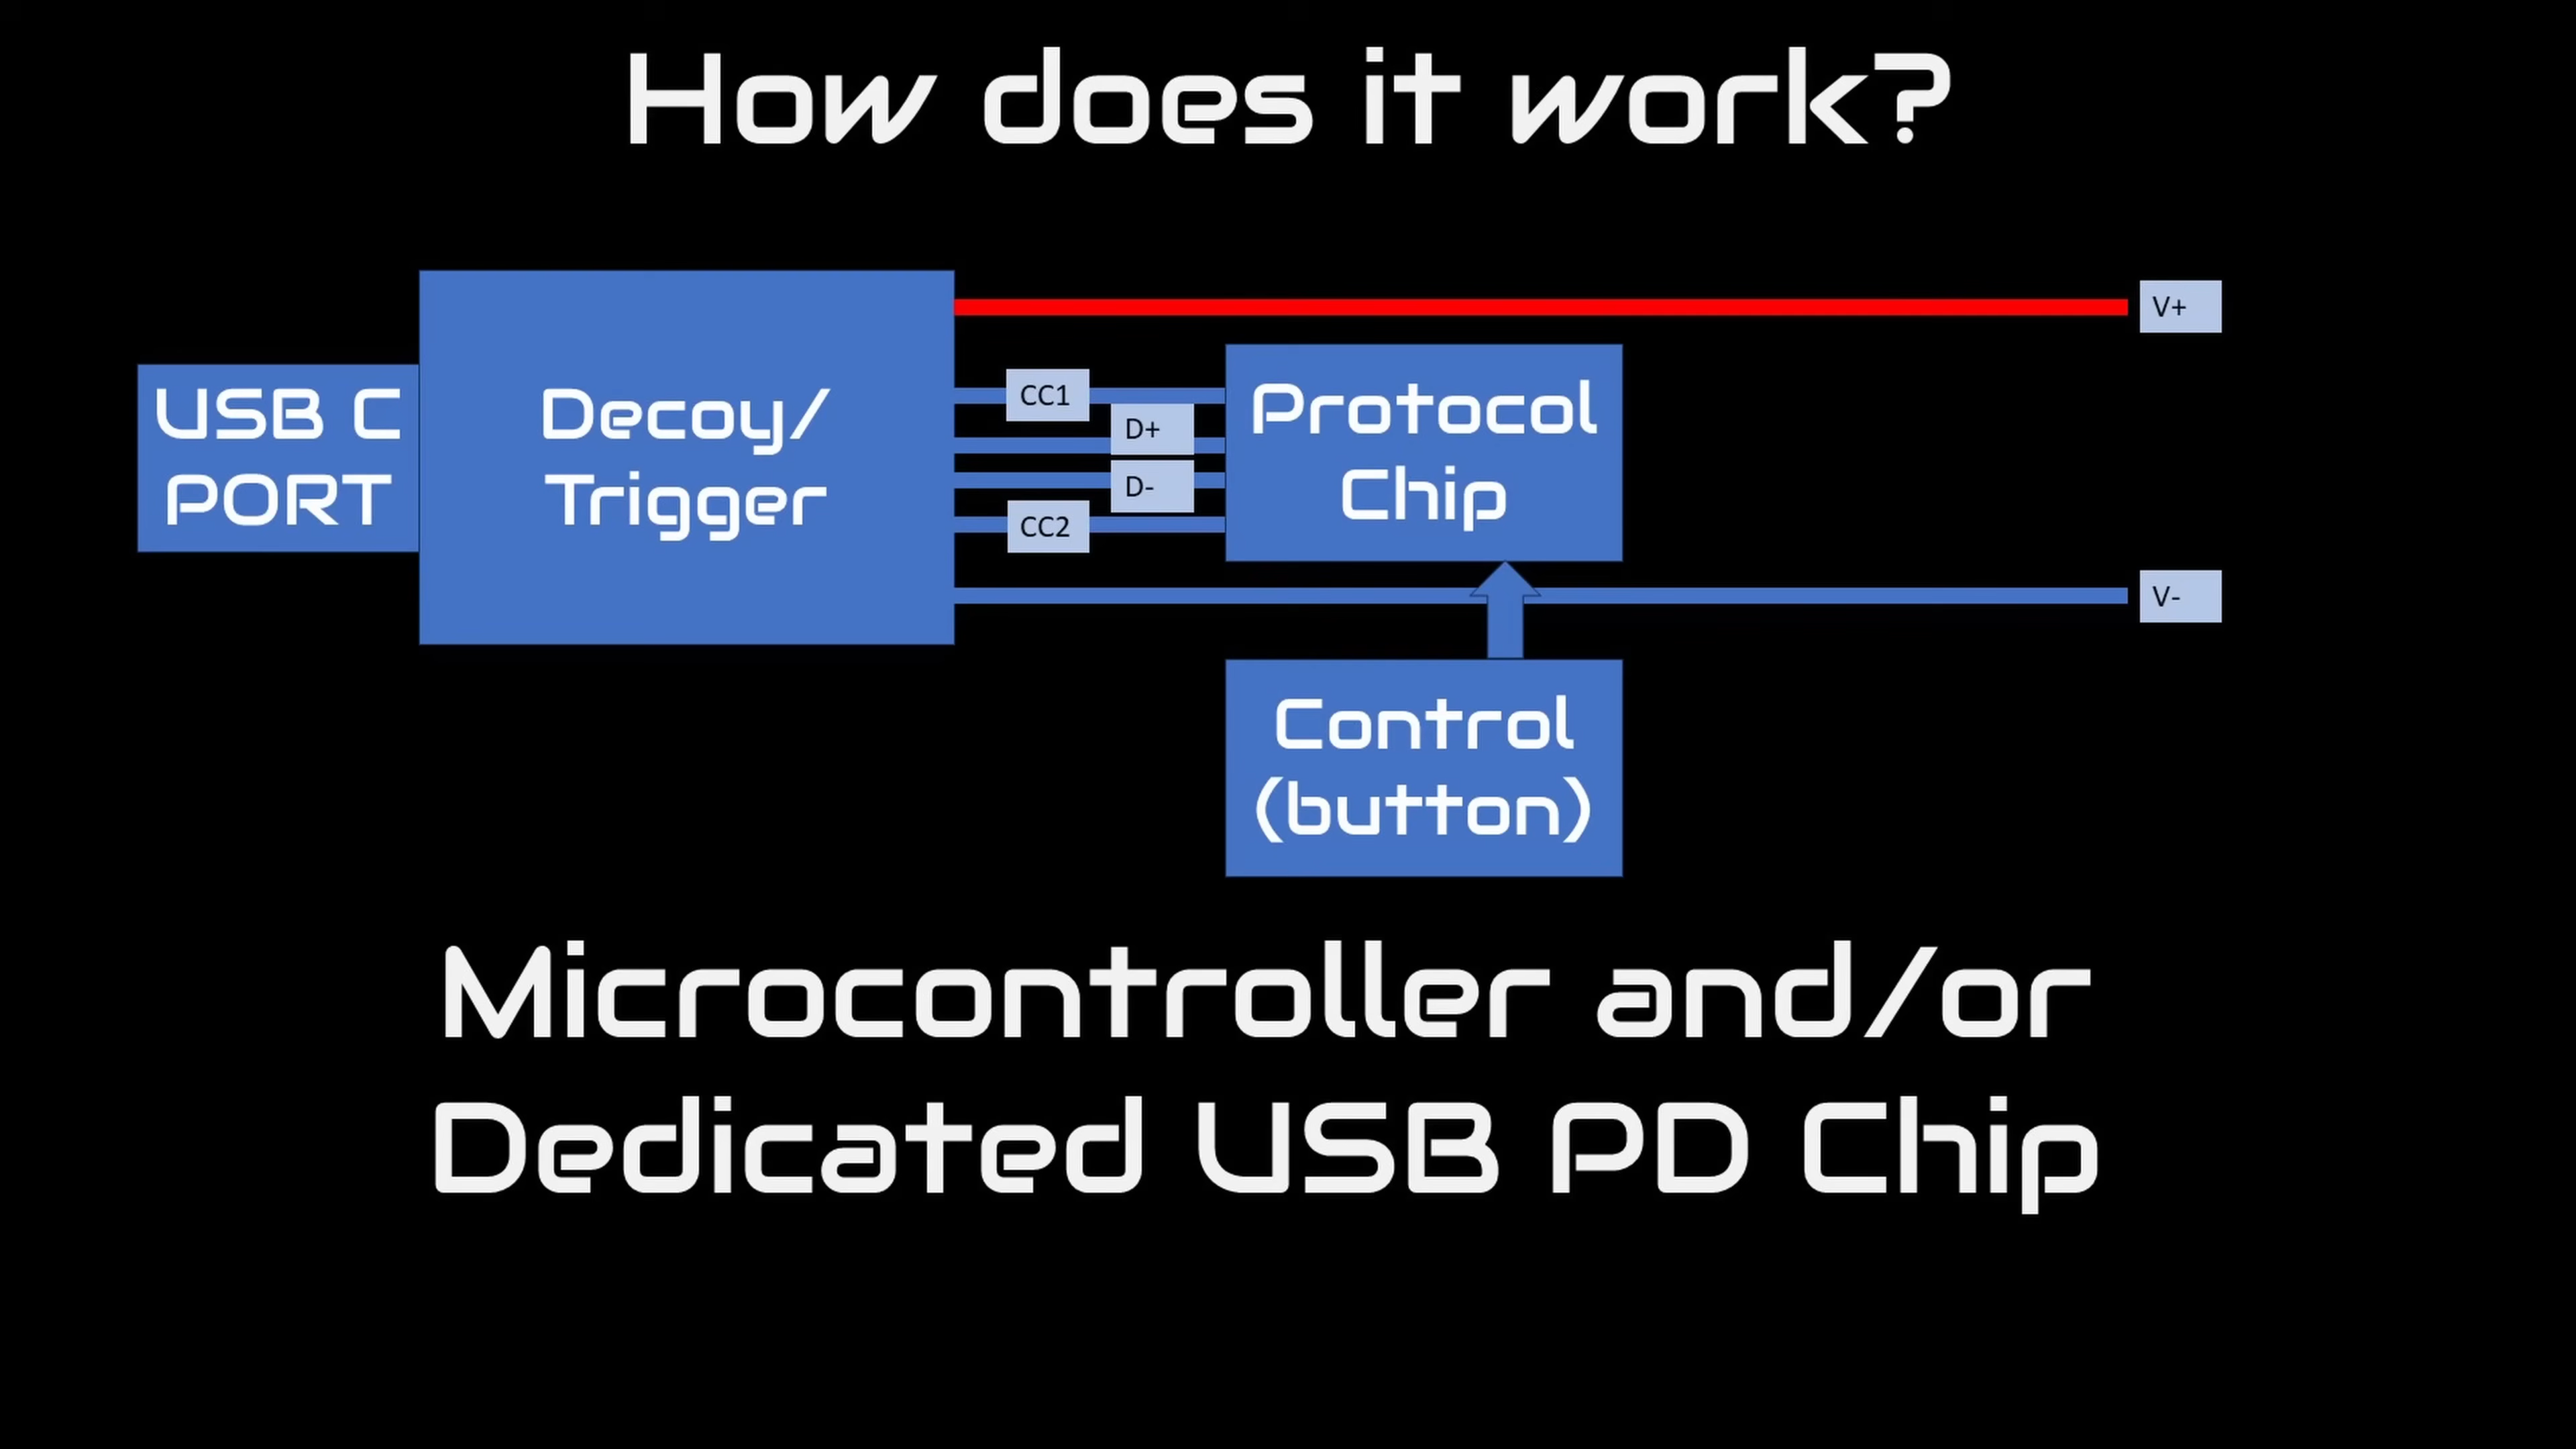 How does it work?
V+
USB C
PORT
Decoy/
Trigger
CC1
D+
D-
CC2
Protocol
Chip
V-
Control
(button)
Microcontroller and/or
Dedicated USB PD Chip